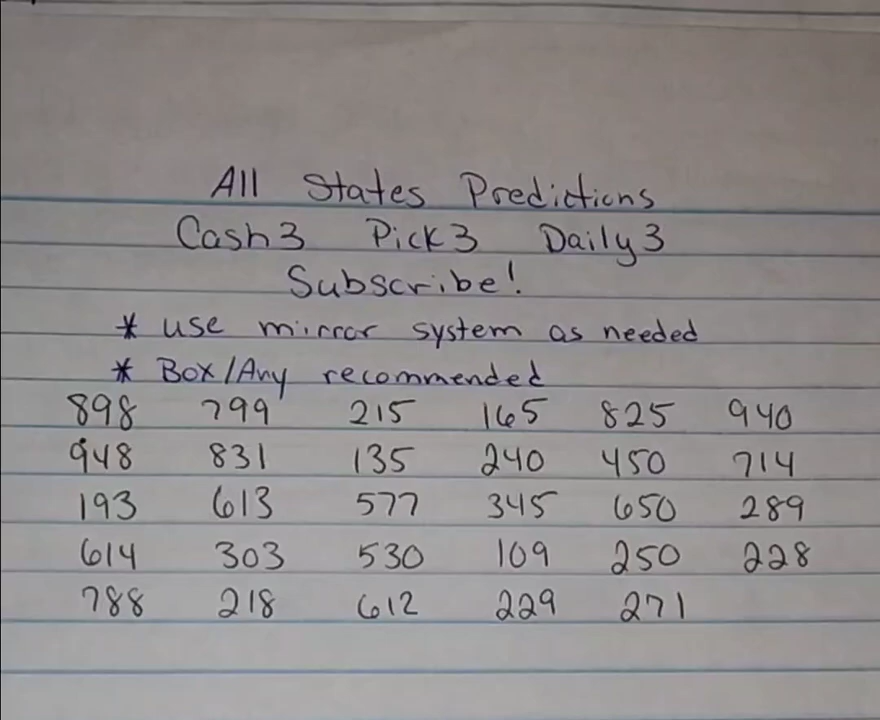 All States Predictions
Cash3 Pick3 Daily3
Subscribe!
* use mirror system as needed
* Box/Any recommended
898 799 215 165 825 940
948 831 135 240 450 714
193 613 577 345 650 289
614 303 530 109 250 228
788 218 612 229 271